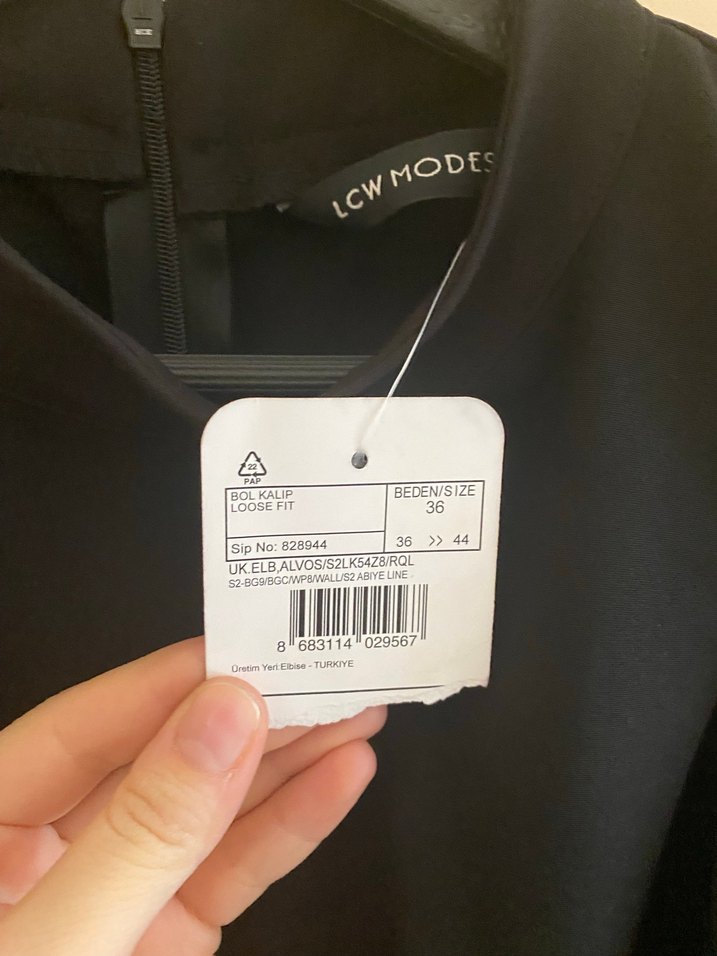 LCW MODEST
22
PAP
BOL KALIP
LOOSE FIT
BEDEN/SIZE
36
Sip No: 828944
36 >> 44
UK.ELB,ALVOS/S2LK54Z8/RQL
S2-BG9/BGC/WP8/WALL/S2 ABIYE LINE
8 683114 029567
Üretim Yeri:Elbise - TURKIYE